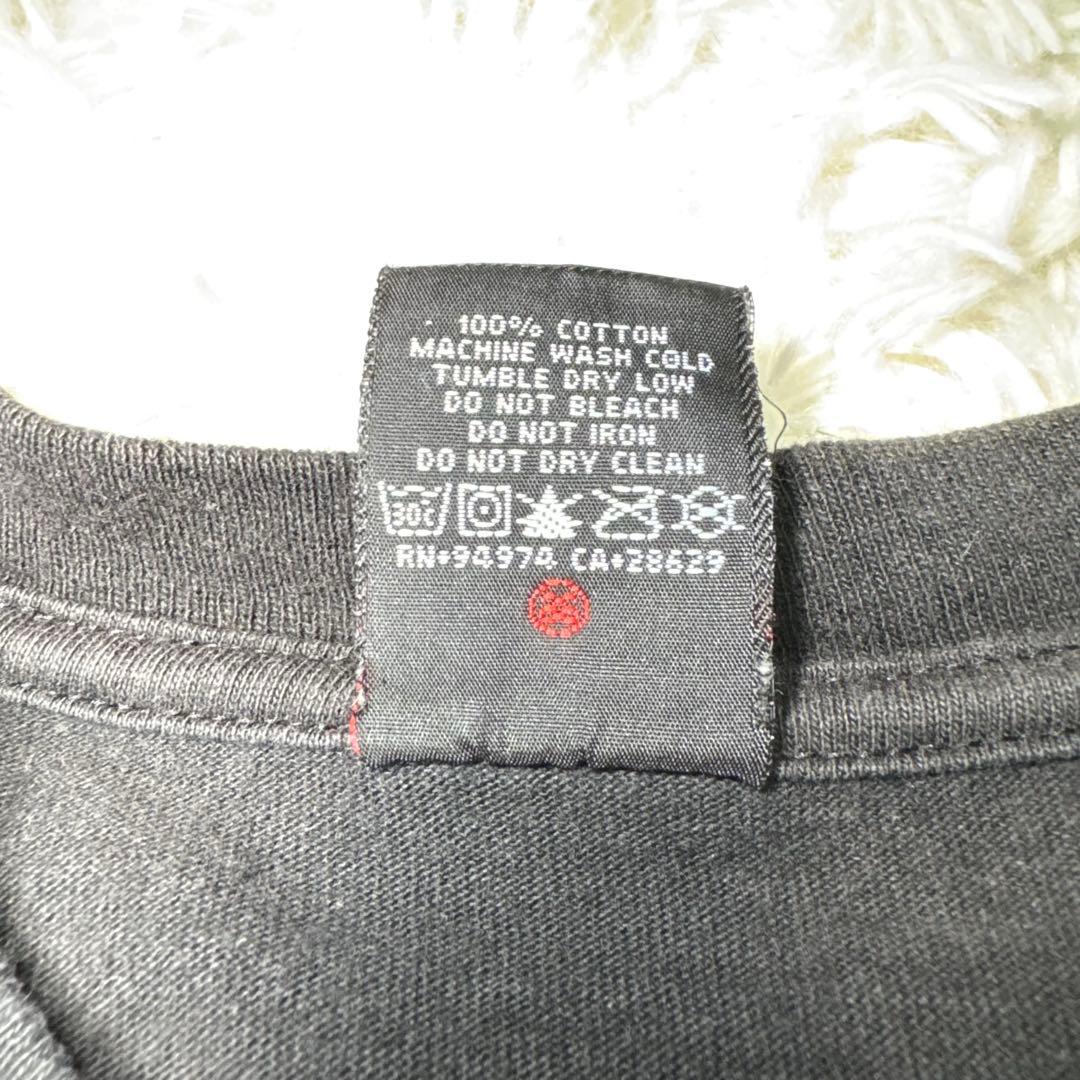 100% COTTON
MACHINE WASH COLD
TUMBLE DRY LOW
DO NOT BLEACH
DO NOT IRON
DO NOT DRY CLEAN
30C
RN•94974 CA•28629